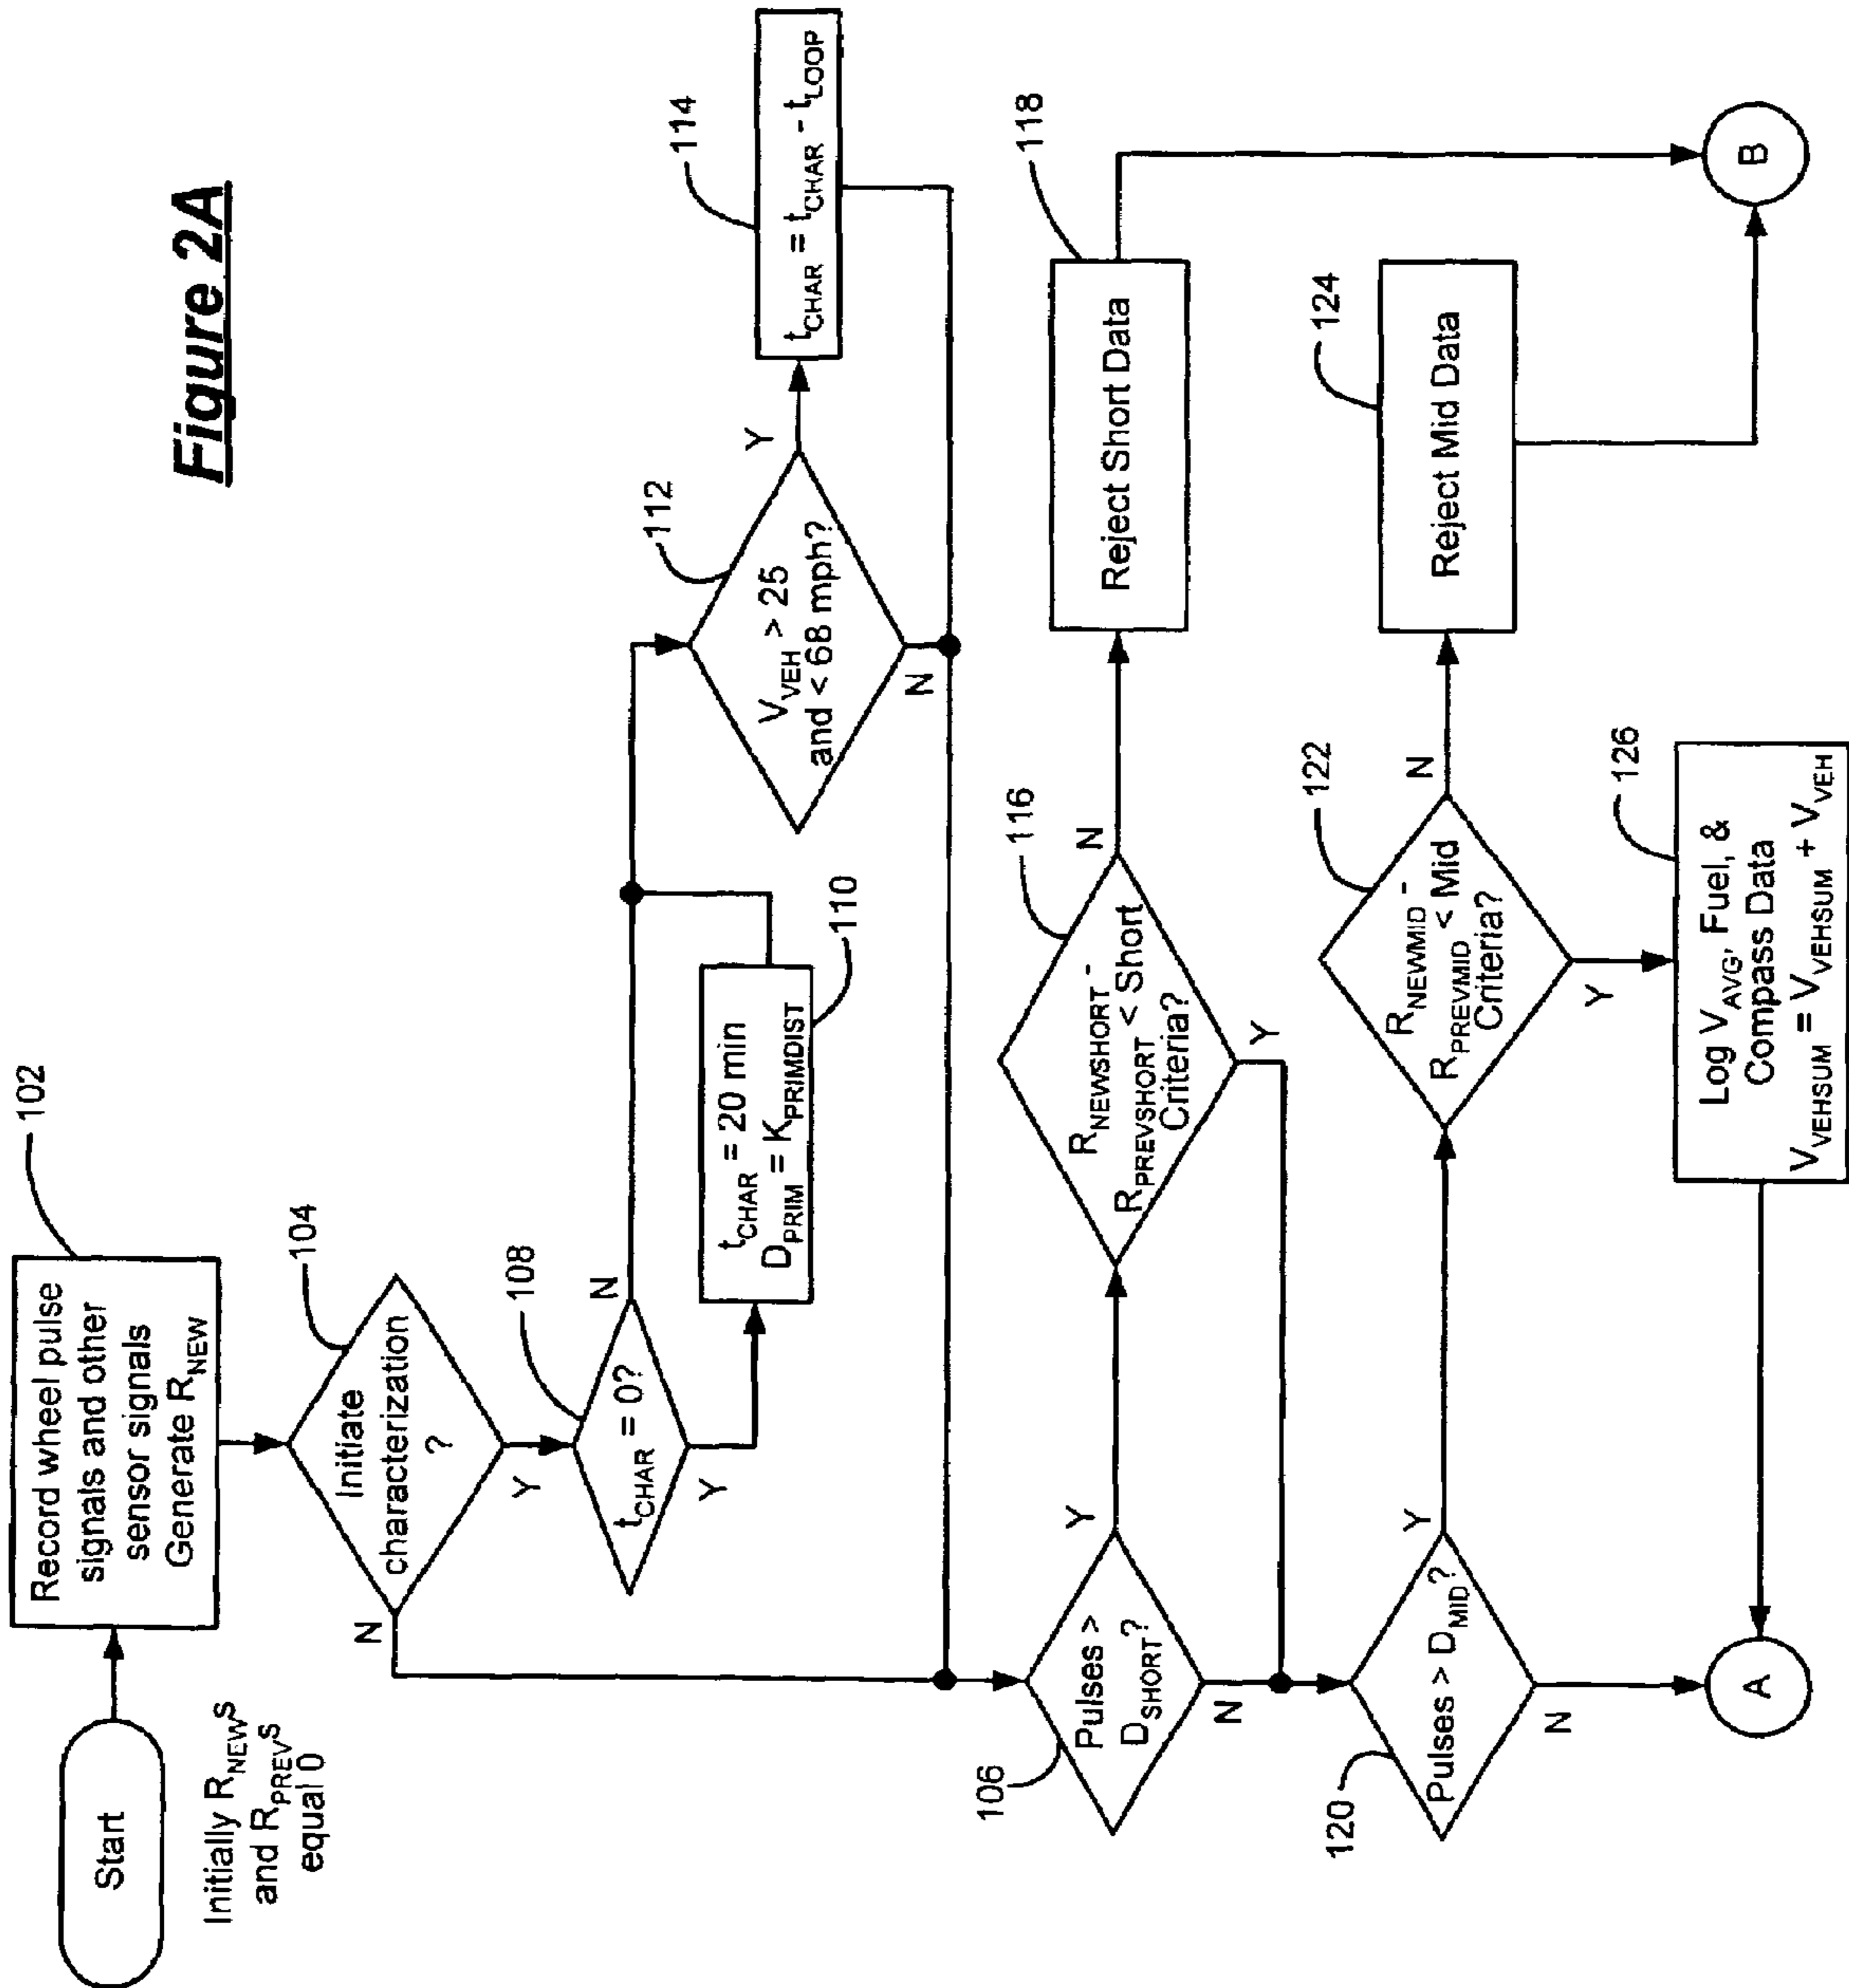 Figure 2A
Start
Initially R_NEWs
and R_PREVs
equal 0
102
Record wheel pulse
signals and other
sensor signals
Generate R_NEW
104
Initiate
characterization
?
N
Y
108
t_CHAR = 0?
N
Y
110
t_CHAR = 20 min
D_PRIM = K_PRIMDIST
112
V_VEH > 25
and < 68 mph?
Y
N
114
t_CHAR = t_CHAR - t_LOOP
106
Pulses >
D_SHORT?
Y
N
116
R_NEWSHORT -
R_PREVSHORT < Short
Criteria?
N
Y
118
Reject Short Data
120
Pulses > D_MID?
Y
N
122
R_NEWMID -
R_PREVMID < Mid
Criteria?
N
Y
124
Reject Mid Data
126
Log V_AVG, Fuel, &
Compass Data
V_VEHSUM = V_VEHSUM + V_VEH
A
B